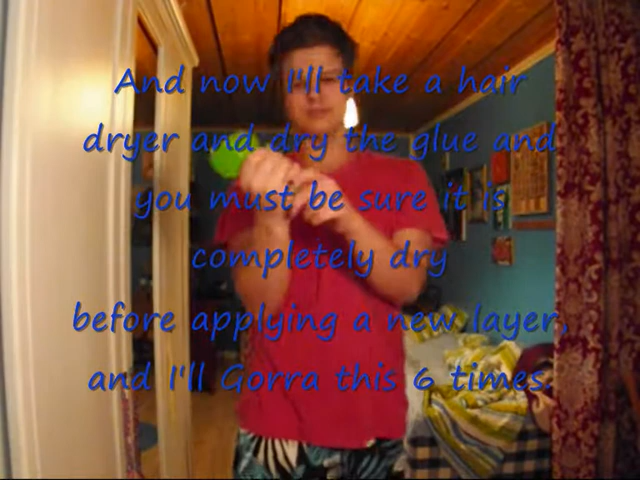 And now I'll take a hair
dryer and dry the glue and
you must be sure it is
completely dry
before applying a new layer,
and I'll Gorra this 6 times.